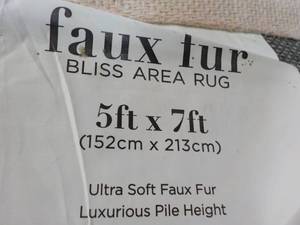 faux fur
BLISS AREA RUG
5ft x 7ft
(152cm x 213cm)
Ultra Soft Faux Fur
Luxurious Pile Height